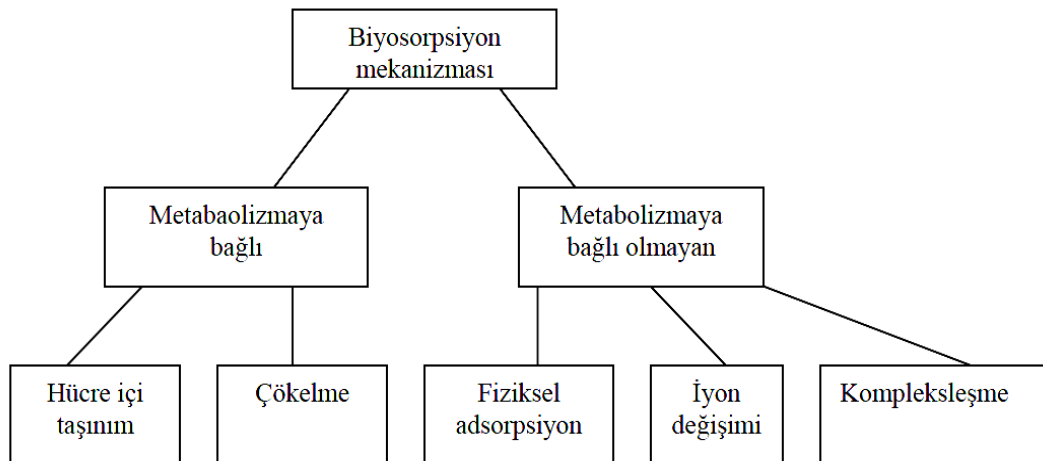 Biyosorpsiyon
mekanizması
Metabaolizmaya
bağlı
Metabolizmaya
bağlı olmayan
Hücre içi
taşınım
Çökelme
Fiziksel
adsorpsiyon
İyon
değişimi
Kompleksleşme